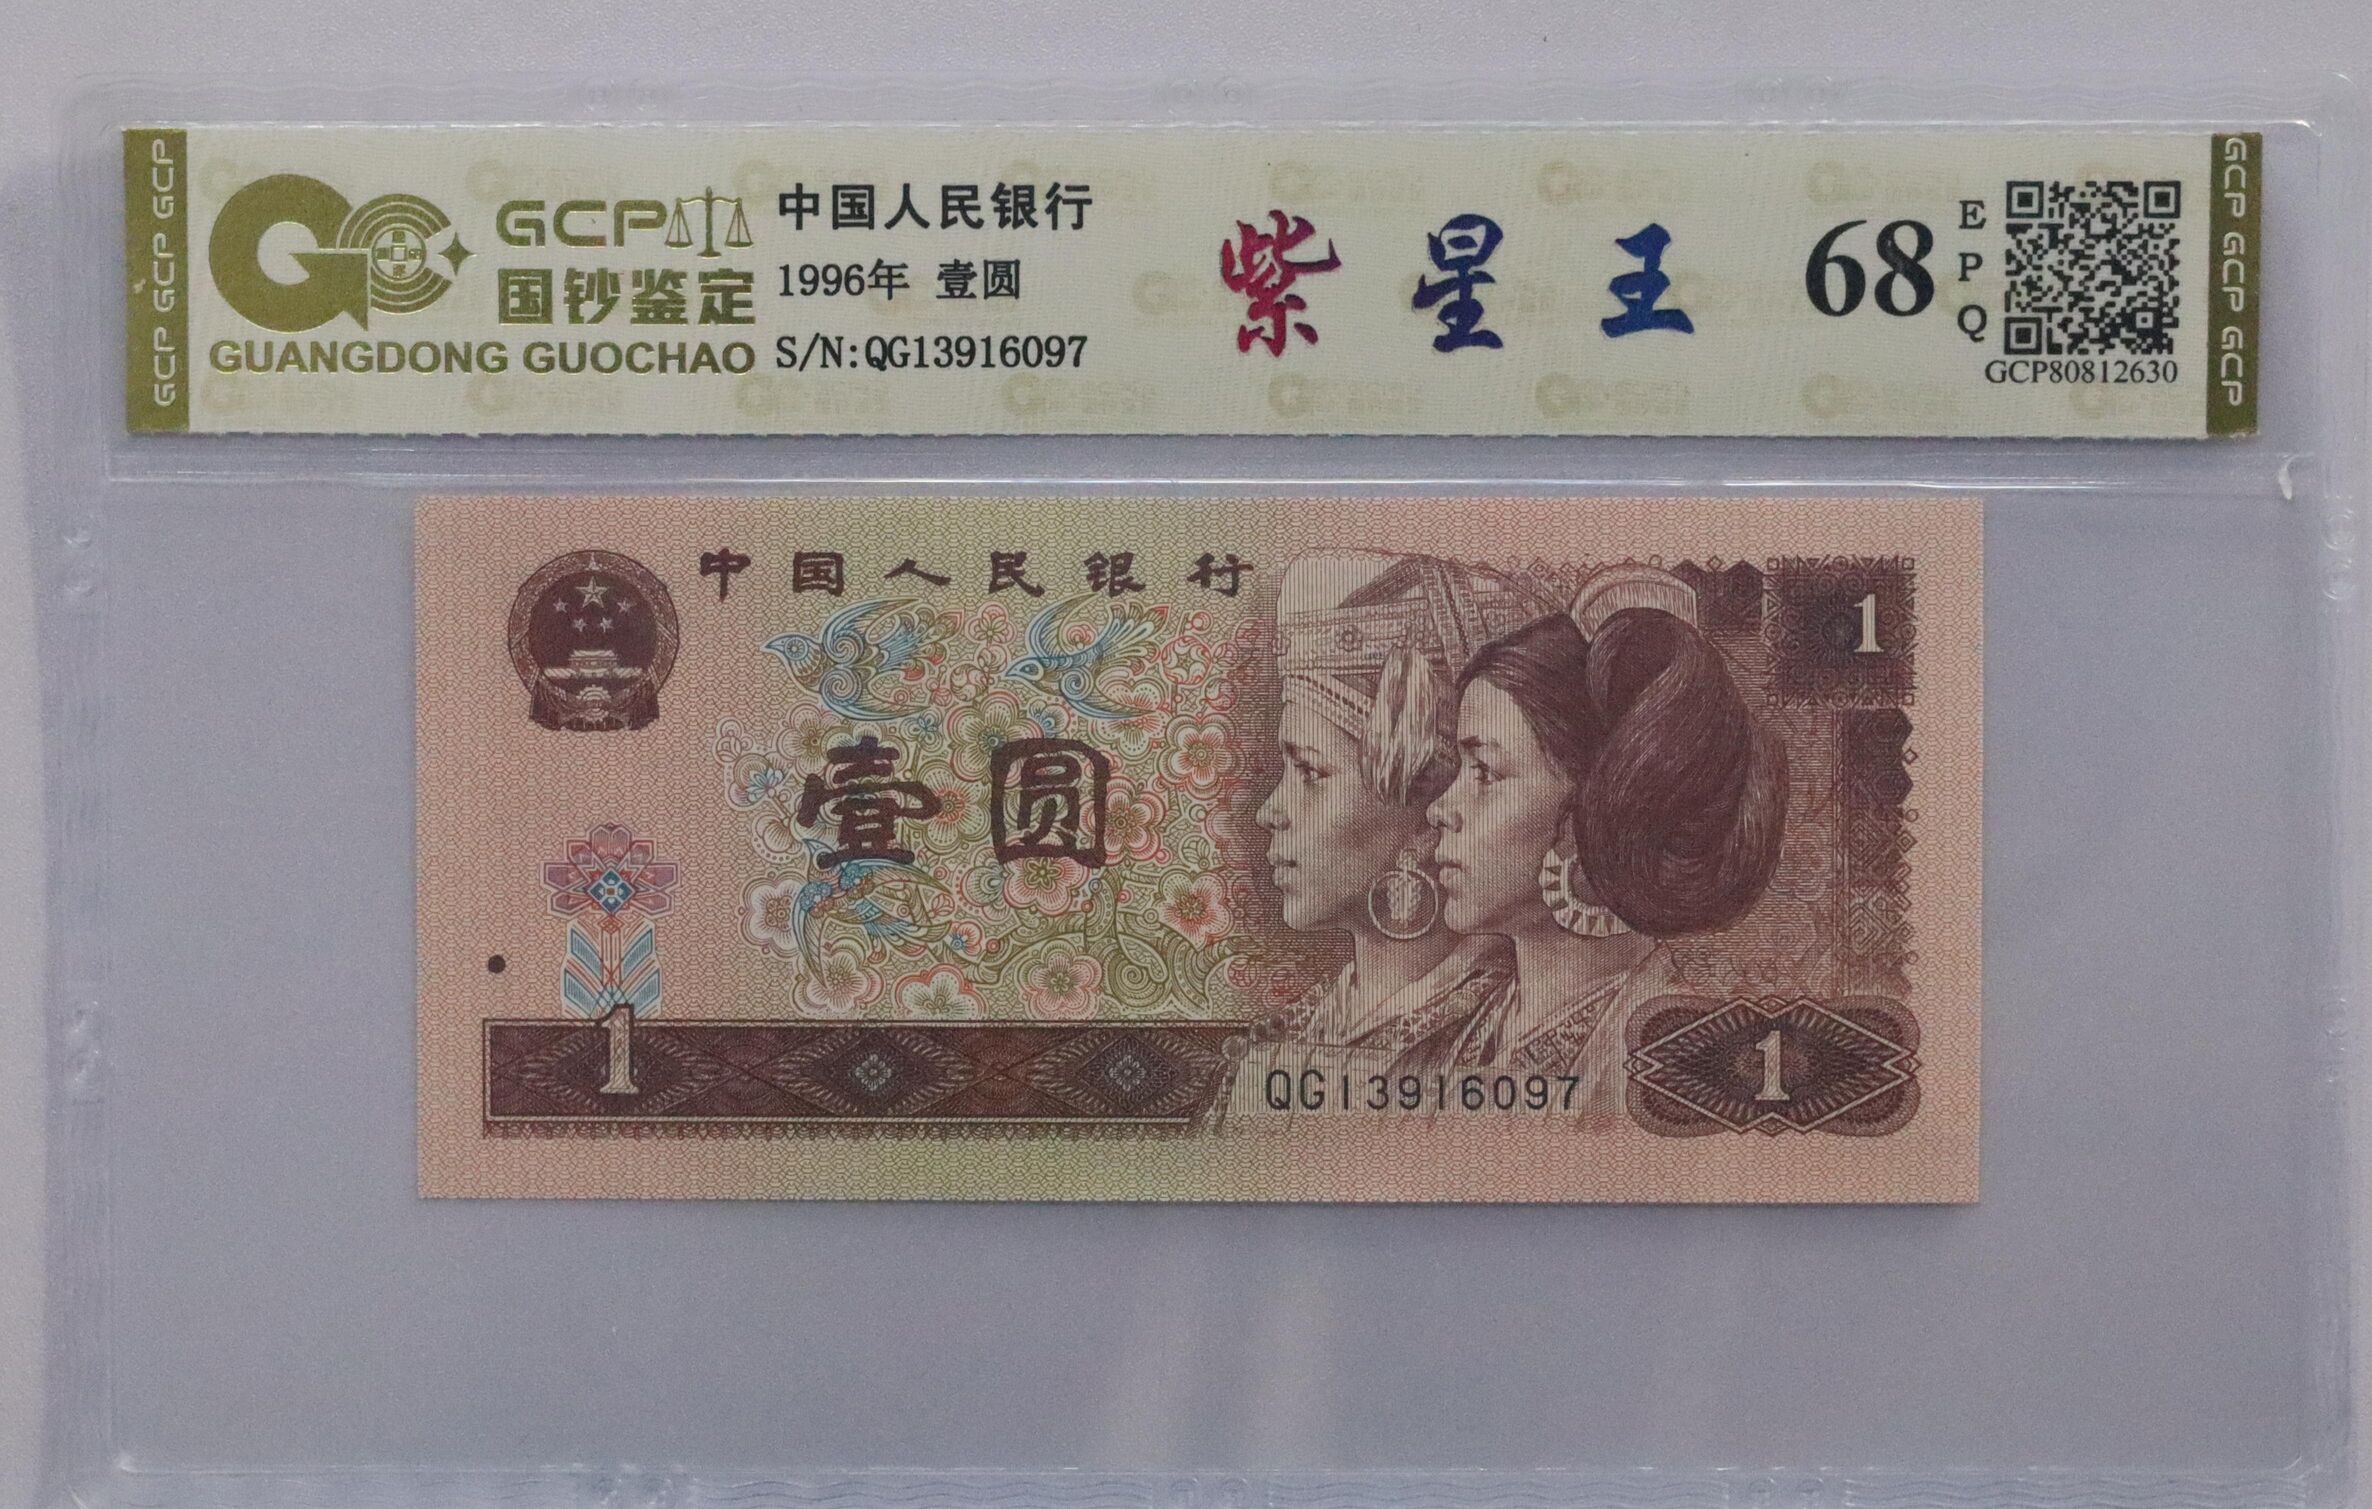 GCP GCP GCP
GCP
国钞鉴定
GUANGDONG GUOCHAO
中国人民银行
1996年 壹圆
S/N:QG13916097
紫星王
68
EPQ
GCP80812630
GCP GCP GCP
中国人民银行
1
壹圆
1
QG13916097
1